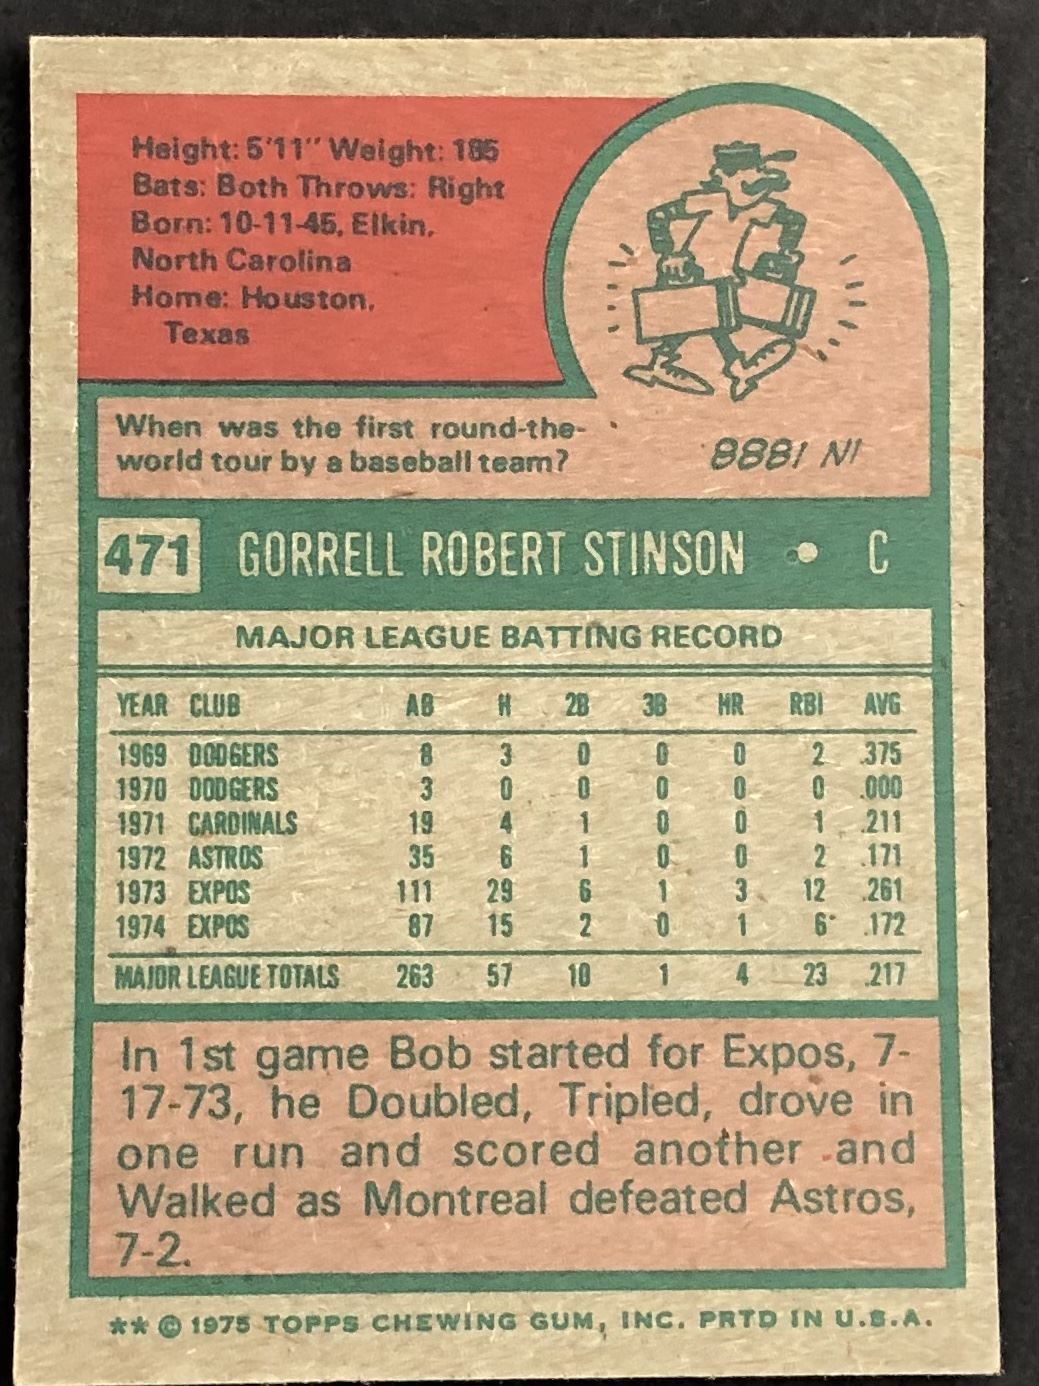 Height: 5'11" Weight: 185
Bats: Both Throws: Right
Born: 10-11-45, Elkin,
North Carolina
Home: Houston,
Texas
When was the first round-the-
world tour by a baseball team?
IN 1888
471 GORRELL ROBERT STINSON • C
MAJOR LEAGUE BATTING RECORD
YEAR CLUB AB H 2B 3B HR RBI AVG
1969 DODGERS 8 3 0 0 0 2 .375
1970 DODGERS 3 0 0 0 0 0 .000
1971 CARDINALS 19 4 1 0 0 1 .211
1972 ASTROS 35 6 1 0 0 2 .171
1973 EXPOS 111 29 6 1 3 12 .261
1974 EXPOS 87 15 2 0 1 6 .172
MAJOR LEAGUE TOTALS 263 57 10 1 4 23 .217
In 1st game Bob started for Expos, 7-
17-73, he Doubled, Tripled, drove in
one run and scored another and
Walked as Montreal defeated Astros,
7-2.
** © 1975 TOPPS CHEWING GUM, INC. PRTD IN U.S.A.